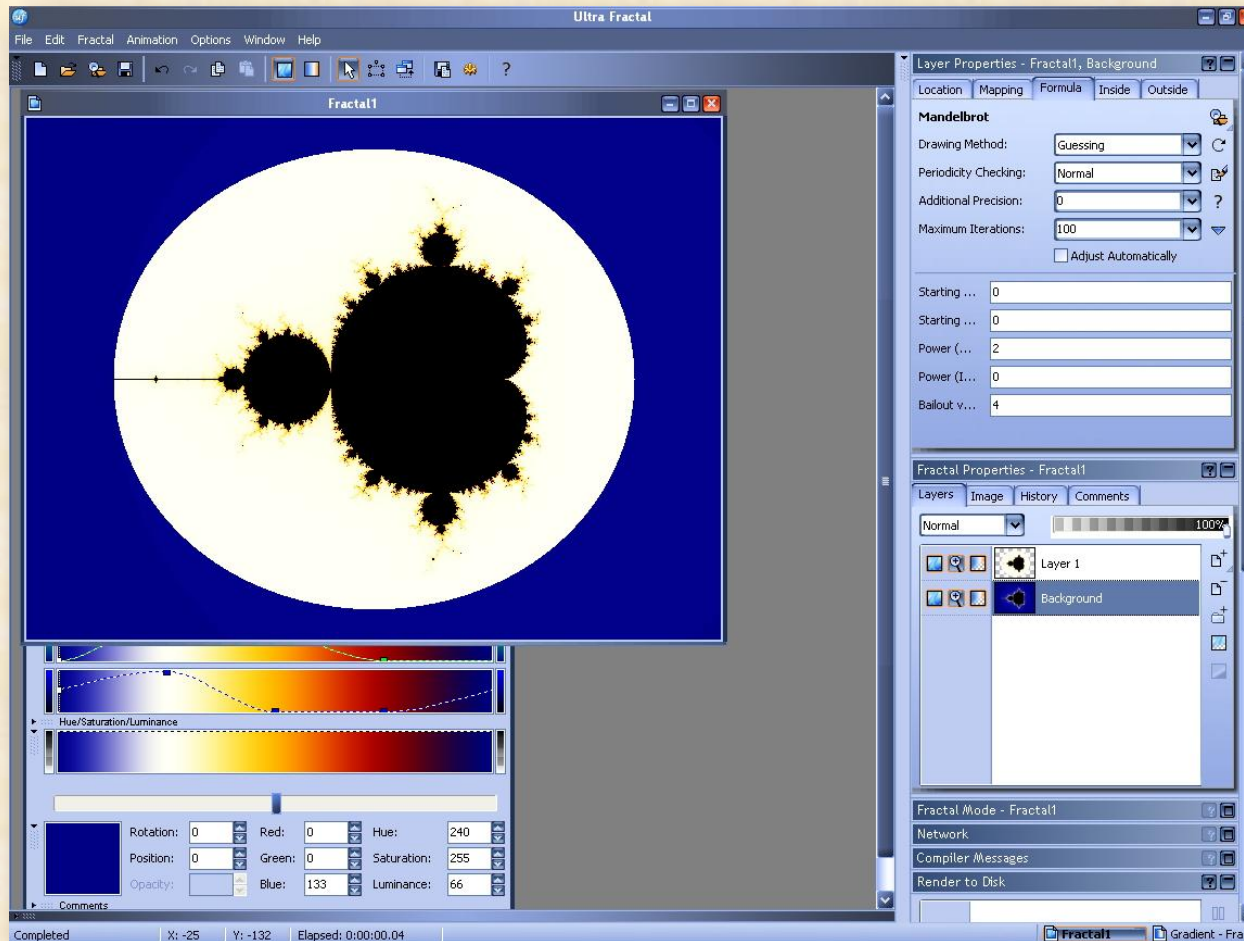 Ultra Fractal
File Edit Fractal Animation Options Window Help
Fractal1
Hue/Saturation/Luminance
Rotation: 0 Red: 0 Hue: 240
Position: 0 Green: 0 Saturation: 255
Opacity: Blue: 133 Luminance: 66
Comments
Layer Properties - Fractal1, Background
Location Mapping Formula Inside Outside
Mandelbrot
Drawing Method: Guessing
Periodicity Checking: Normal
Additional Precision: 0
Maximum Iterations: 100
Adjust Automatically
Starting ... 0
Starting ... 0
Power (... 2
Power (I... 0
Bailout v... 4
Fractal Properties - Fractal1
Layers Image History Comments
Normal 100%
Layer 1
Background
Fractal Mode - Fractal1
Network
Compiler Messages
Render to Disk
Completed X: -25 Y: -132 Elapsed: 0:00:00.04 Fractal1 Gradient - Fra